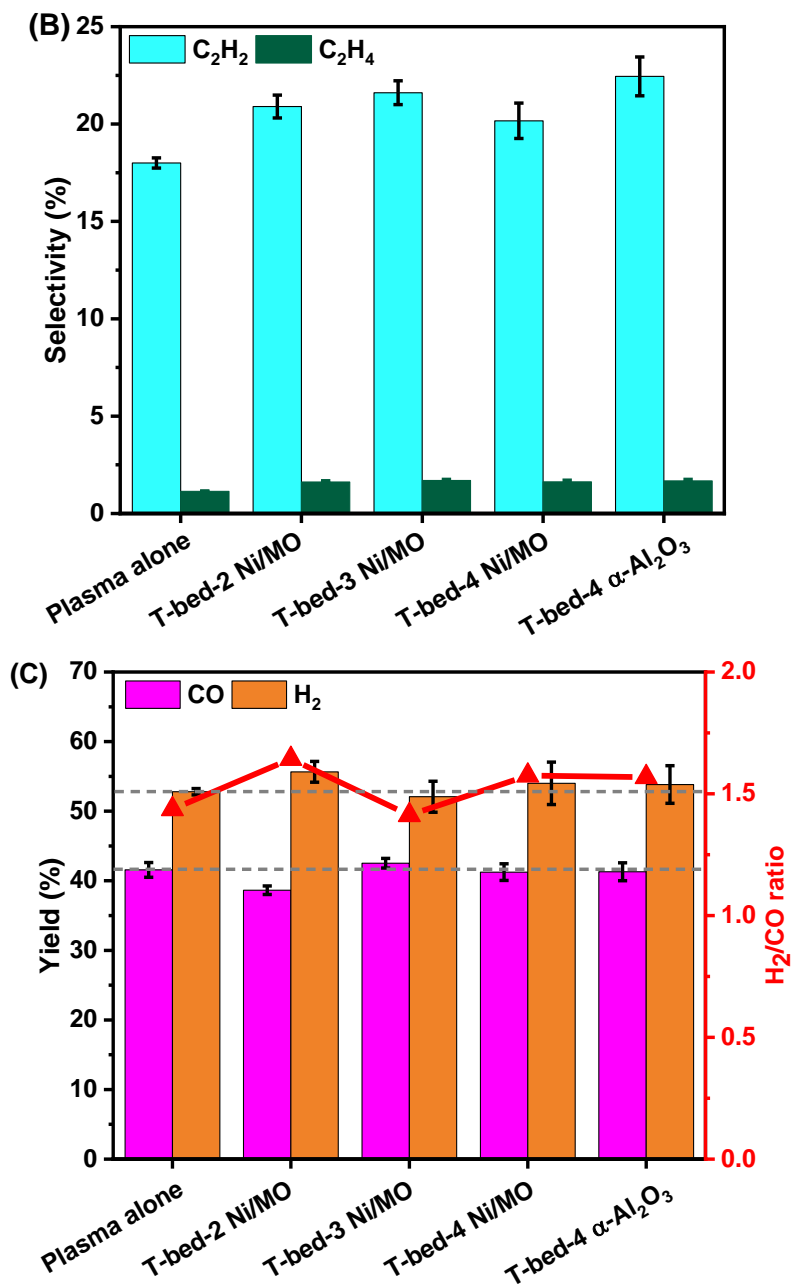 (B)
C₂H₂ C₂H₄
25
20
15
10
5
0
Selectivity (%)
Plasma alone
T-bed-2 Ni/MO
T-bed-3 Ni/MO
T-bed-4 Ni/MO
T-bed-4 α-Al₂O₃
(C)
CO H₂
70
60
50
40
30
20
10
0
Yield (%)
2.0
1.5
1.0
0.5
0.0
H₂/CO ratio
Plasma alone
T-bed-2 Ni/MO
T-bed-3 Ni/MO
T-bed-4 Ni/MO
T-bed-4 α-Al₂O₃